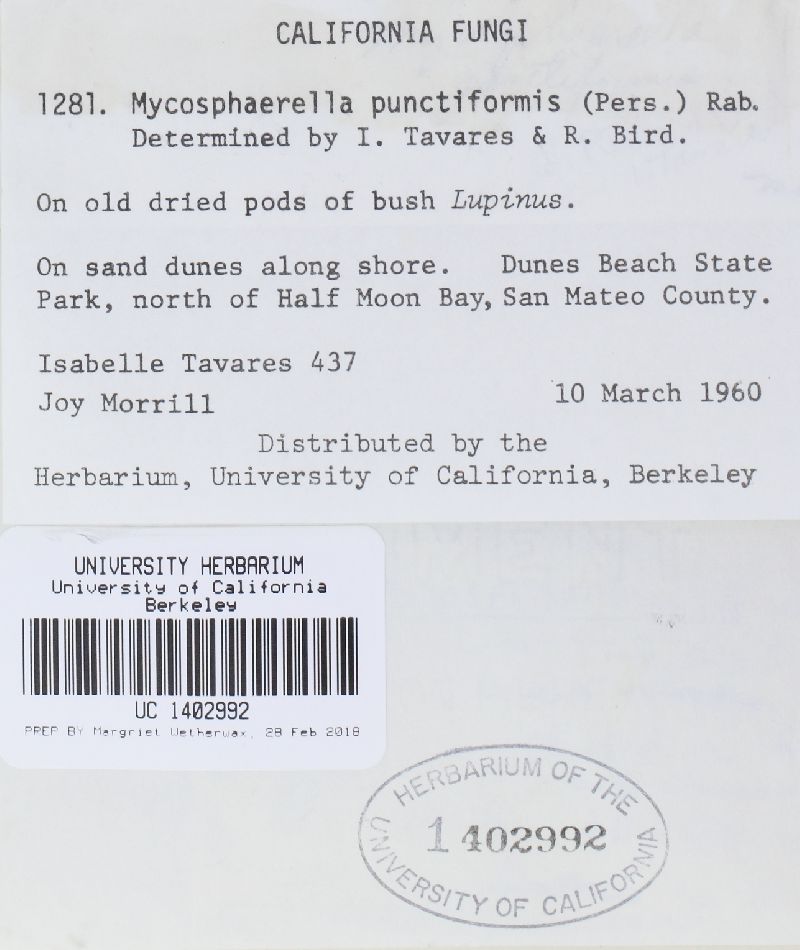 CALIFORNIA FUNGI
1281. Mycosphaerella punctiformis (Pers.) Rab.
Determined by I. Tavares & R. Bird.
On old dried pods of bush Lupinus.
On sand dunes along shore. Dunes Beach State
Park, north of Half Moon Bay, San Mateo County.
Isabelle Tavares 437
Joy Morrill
10 March 1960
Distributed by the
Herbarium, University of California, Berkeley
UNIVERSITY HERBARIUM
University of California
Berkeley
UC 1402992
PREP BY Margriet Wetherwax, 28 Feb 2018
HERBARIUM OF THE
1402992
UNIVERSITY OF CALIFORNIA